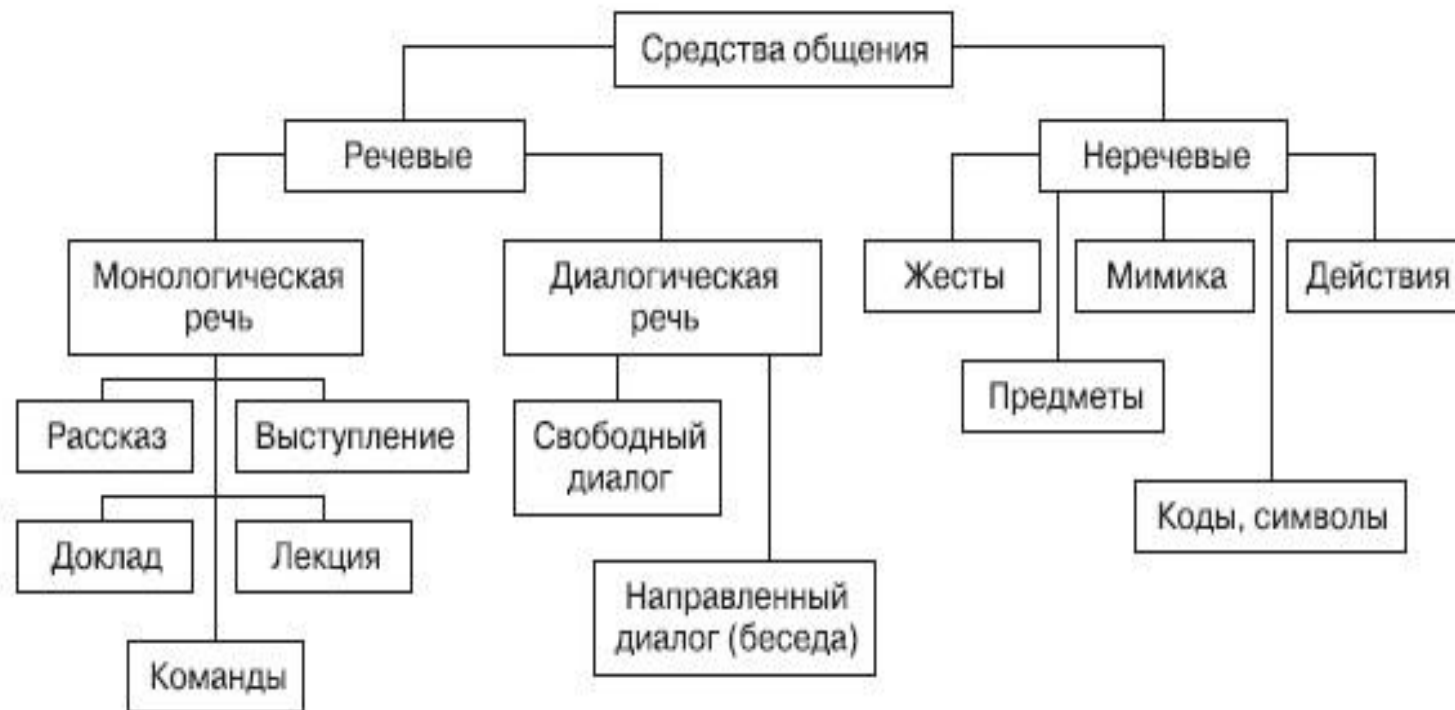 Средства общения
Речевые
Неречевые
Монологическая
речь
Диалогическая
речь
Жесты
Мимика
Действия
Предметы
Рассказ
Выступление
Свободный
диалог
Коды, символы
Доклад
Лекция
Направленный
диалог (беседа)
Команды